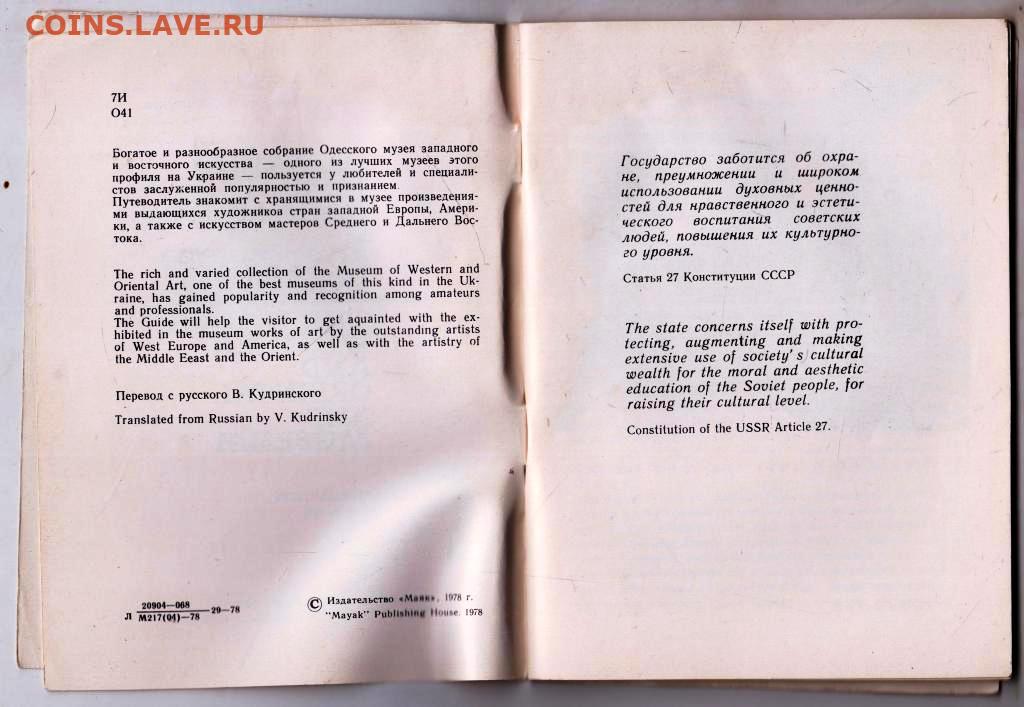 COINS.LAVE.RU
7И
О41
Богатое и разнообразное собрание Одесского музея западного
и восточного искусства — одного из лучших музеев этого
профиля на Украине — пользуется у любителей и специали-
стов заслуженной популярностью и признанием.
Путеводитель знакомит с хранящимися в музее произведения-
ми выдающихся художников стран западной Европы, Амери-
ки, а также с искусством мастеров Среднего и Дальнего Вос-
тока.
The rich and varied collection of the Museum of Western and
Oriental Art, one of the best museums of this kind in the Uk-
raine, has gained popularity and recognition among amateurs
and professionals.
The Guide will help the visitor to get aquainted with the ex-
hibited in the museum works of art by the outstanding artists
of West Europe and America, as well as with the artistry of
the Middle Eeast and the Orient.
Перевод с русского В. Кудринского
Translated from Russian by V. Kudrinsky
Л 20904—068
М217(04)—78 29—78
© Издательство «Маяк», 1978 г.
"Mayak" Publishing House. 1978
Государство заботится об охра-
не, преумножении и широком
использовании духовных ценно-
стей для нравственного и эстети-
ческого воспитания советских
людей, повышения их культурно-
го уровня.
Статья 27 Конституции СССР
The state concerns itself with pro-
tecting, augmenting and making
extensive use of society's cultural
wealth for the moral and aesthetic
education of the Soviet people, for
raising their cultural level.
Constitution of the USSR Article 27.